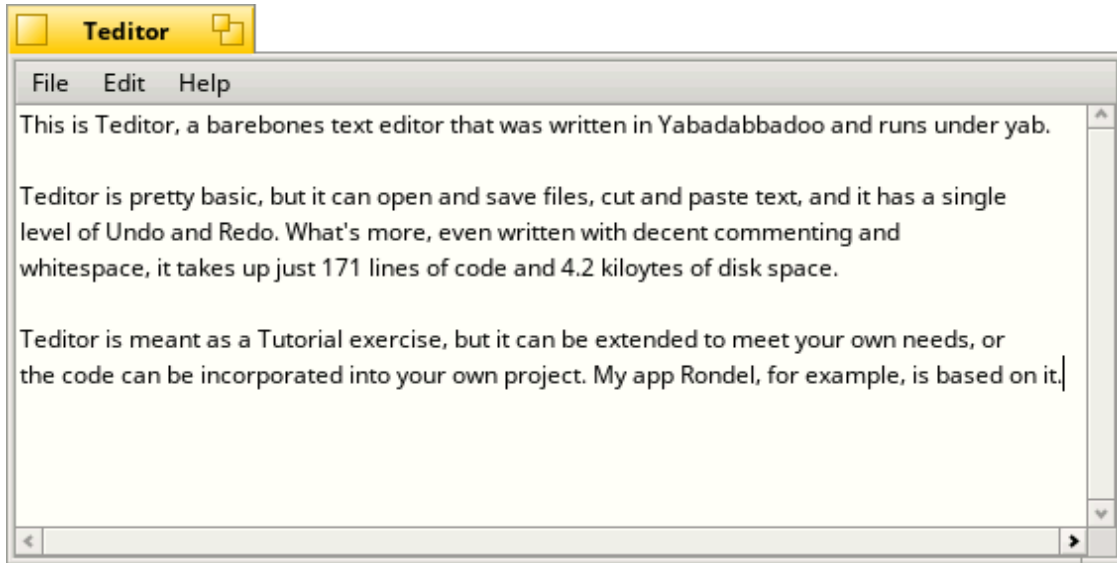 Teditor
File Edit Help
This is Teditor, a barebones text editor that was written in Yabadabbadoo and runs under yab.
Teditor is pretty basic, but it can open and save files, cut and paste text, and it has a single
level of Undo and Redo. What's more, even written with decent commenting and
whitespace, it takes up just 171 lines of code and 4.2 kiloytes of disk space.
Teditor is meant as a Tutorial exercise, but it can be extended to meet your own needs, or
the code can be incorporated into your own project. My app Rondel, for example, is based on it.